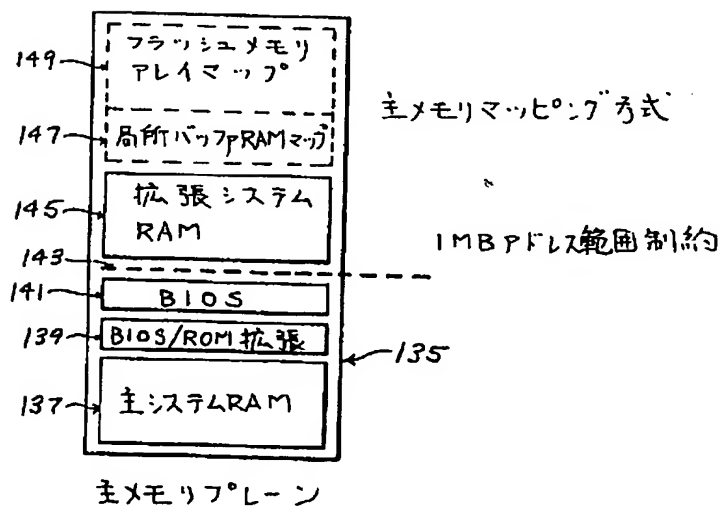 フラッシュメモリ
アレイマップ
149
主メモリマッピング方式
147
局所バッファRAMマップ
145
拡張システム
RAM
1MBアドレス範囲制約
143
141
BIOS
139
BIOS/ROM拡張
135
137
主システムRAM
主メモリプレーン